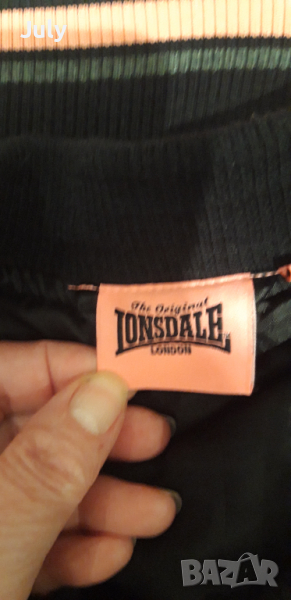 July
The Original
LONSDALE
LONDON
BAZAR